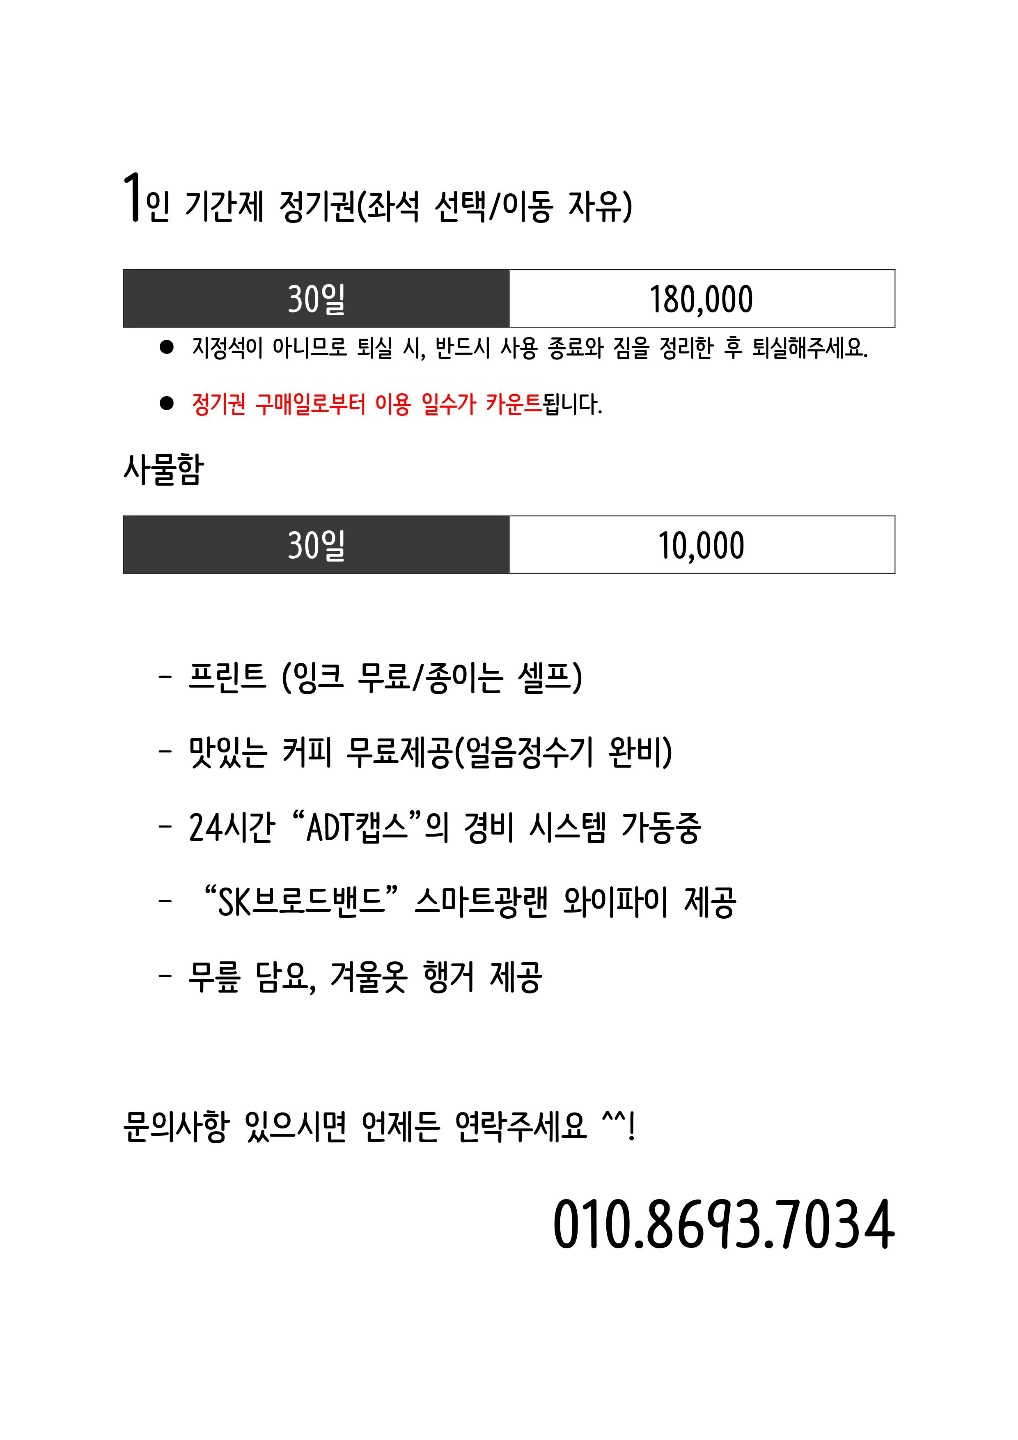 1인 기간제 정기권(좌석 선택/이동 자유)
30일 180,000
● 지정석이 아니므로 퇴실 시, 반드시 사용 종료와 짐을 정리한 후 퇴실해주세요.
● 정기권 구매일로부터 이용 일수가 카운트됩니다.
사물함
30일 10,000
- 프린트 (잉크 무료/종이는 셀프)
- 맛있는 커피 무료제공(얼음정수기 완비)
- 24시간 “ADT캡스”의 경비 시스템 가동중
- “SK브로드밴드” 스마트광랜 와이파이 제공
- 무릎 담요, 겨울옷 행거 제공
문의사항 있으시면 언제든 연락주세요 ^^!
010.8693.7034